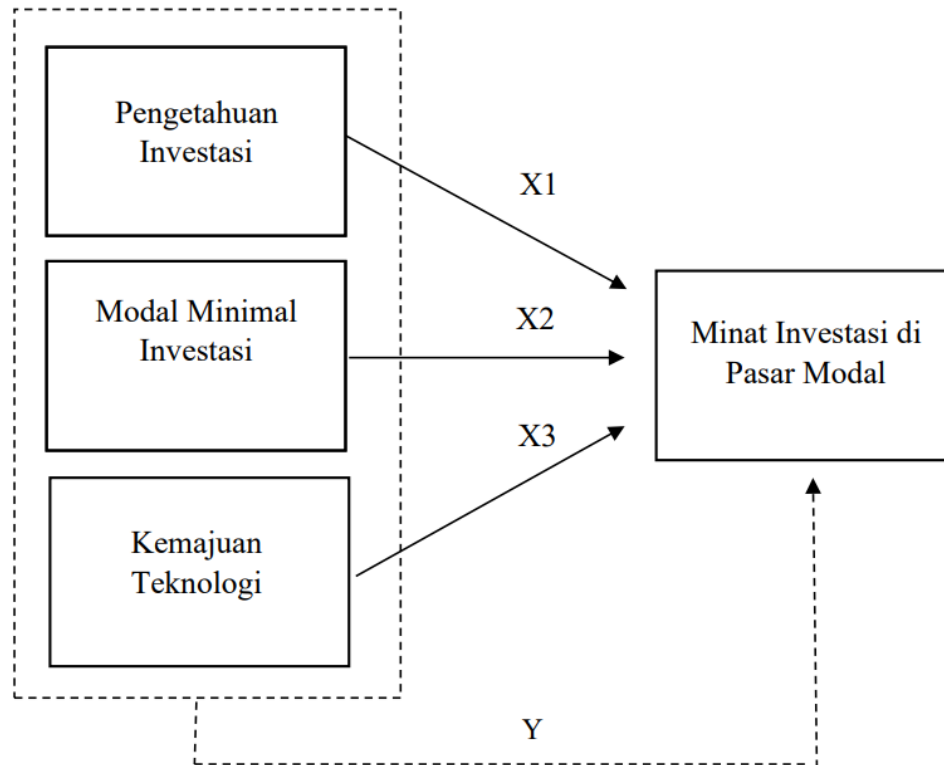 Pengetahuan
Investasi
X1
Modal Minimal
Investasi
X2
Minat Investasi di
Pasar Modal
X3
Kemajuan
Teknologi
Y